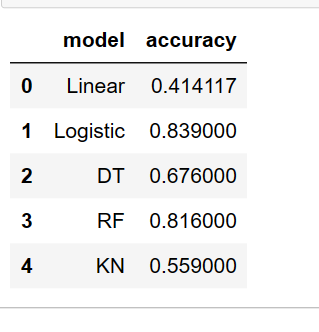 model accuracy
0 Linear 0.414117
1 Logistic 0.839000
2 DT 0.676000
3 RF 0.816000
4 KN 0.559000